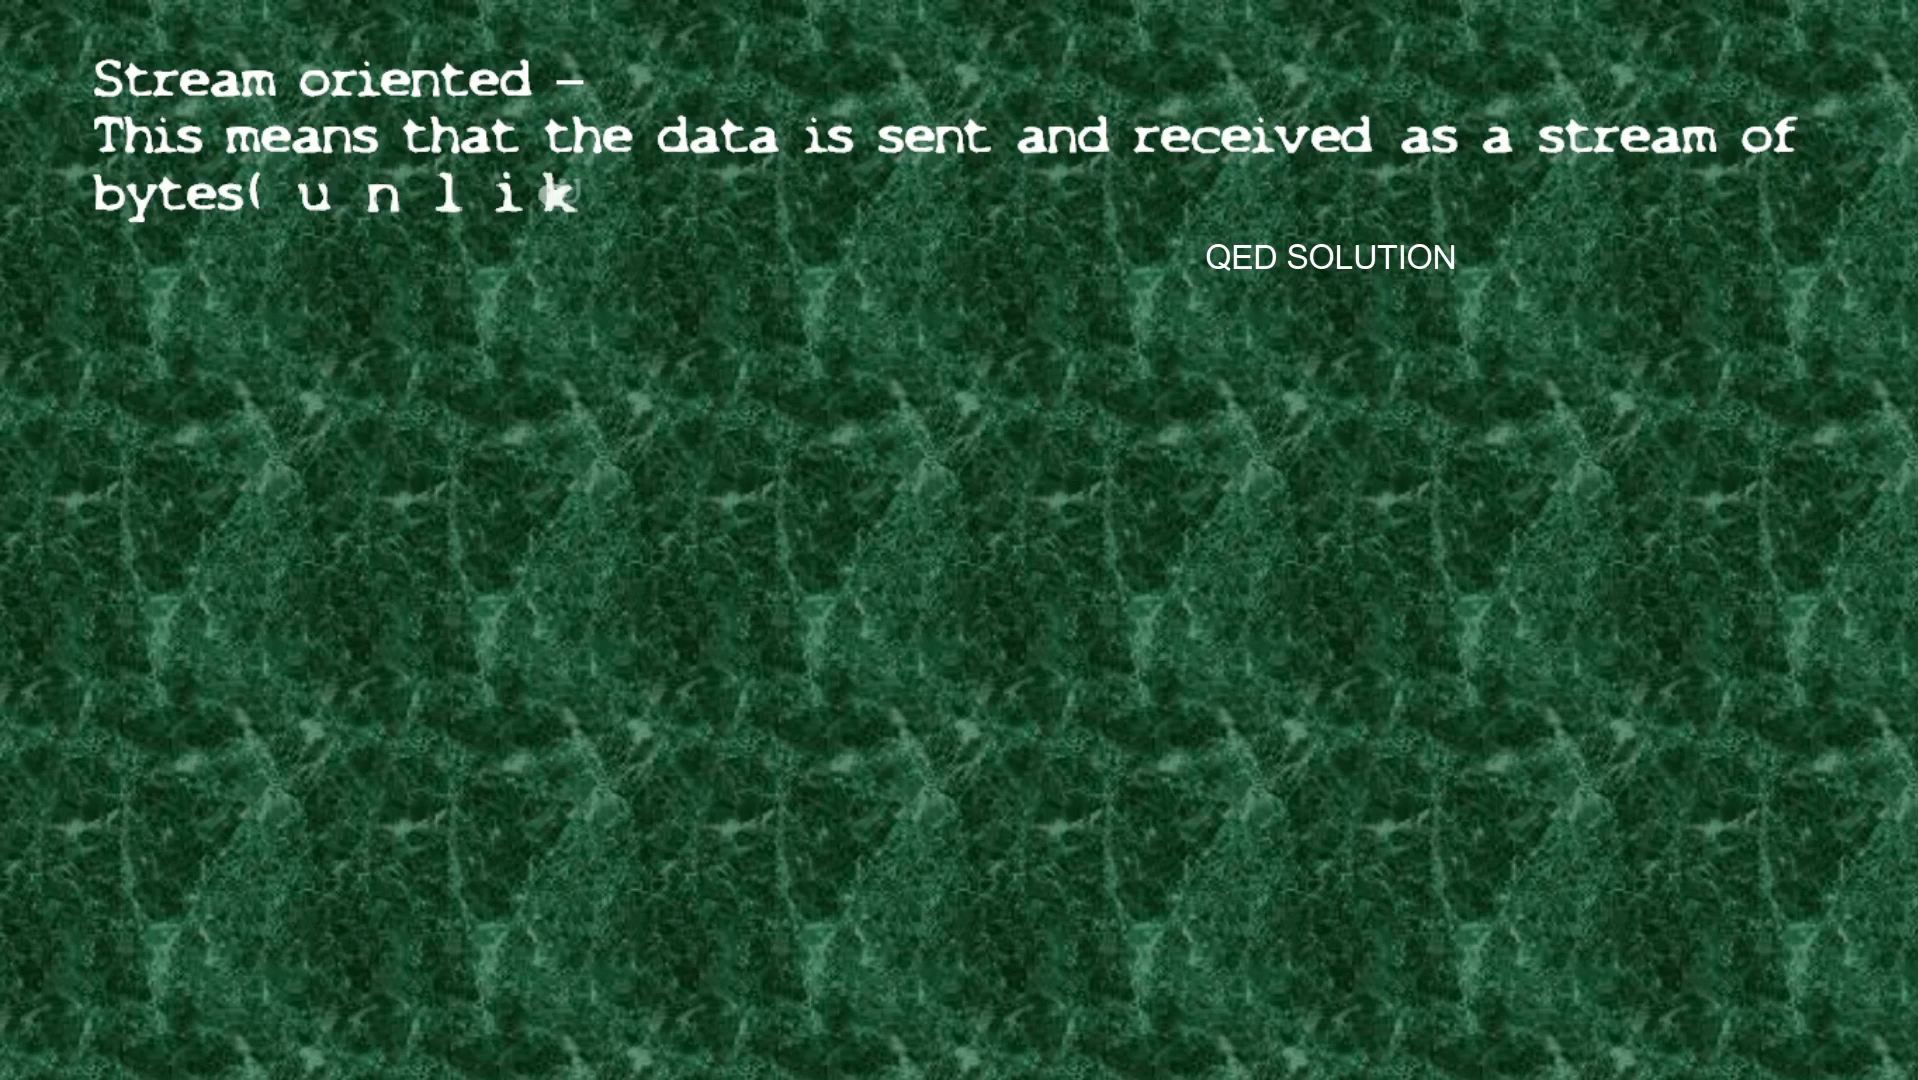 Stream oriented –
This means that the data is sent and received as a stream of
bytes( u n l i k
QED SOLUTION